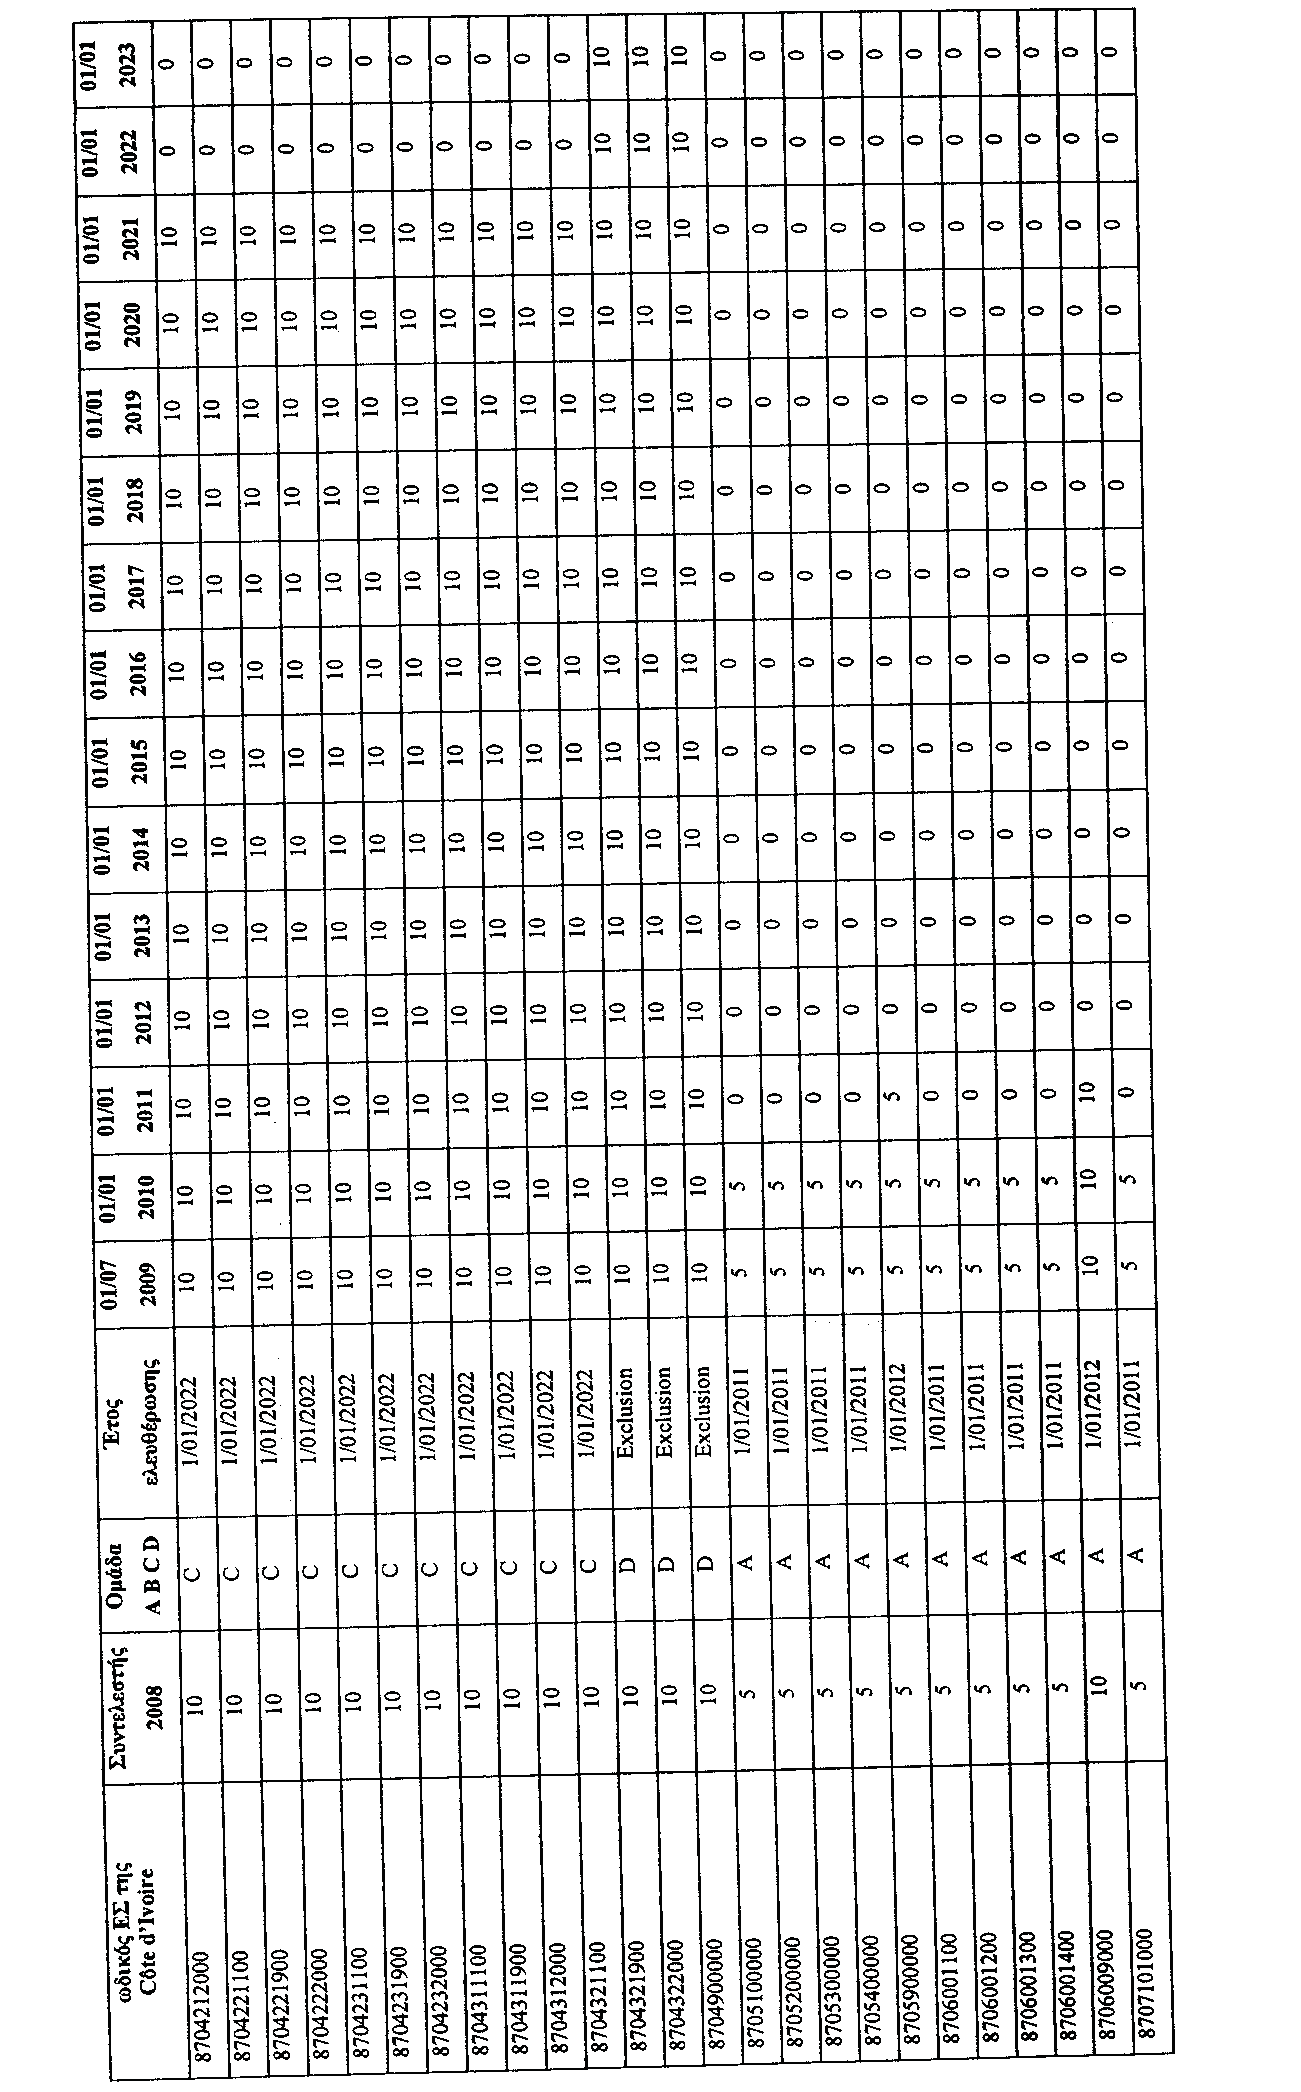 ωδικός ΕΣ της Côte d'Ivoire Συντελεστής 2008 Ομάδα A B C D Έτος ελευθέρωσης 01/07 2009 01/01 2010 01/01 2011 01/01 2012 01/01 2013 01/01 2014 01/01 2015 01/01 2016 01/01 2017 01/01 2018 01/01 2019 01/01 2020 01/01 2021 01/01 2022 01/01 2023
8704212000 10 C 1/01/2022 10 10 10 10 10 10 10 10 10 10 10 10 10 0 0
8704221100 10 C 1/01/2022 10 10 10 10 10 10 10 10 10 10 10 10 10 0 0
8704221900 10 C 1/01/2022 10 10 10 10 10 10 10 10 10 10 10 10 10 0 0
8704222000 10 C 1/01/2022 10 10 10 10 10 10 10 10 10 10 10 10 10 0 0
8704231100 10 C 1/01/2022 10 10 10 10 10 10 10 10 10 10 10 10 10 0 0
8704231900 10 C 1/01/2022 10 10 10 10 10 10 10 10 10 10 10 10 10 0 0
8704232000 10 C 1/01/2022 10 10 10 10 10 10 10 10 10 10 10 10 10 0 0
8704311100 10 C 1/01/2022 10 10 10 10 10 10 10 10 10 10 10 10 10 0 0
8704311900 10 C 1/01/2022 10 10 10 10 10 10 10 10 10 10 10 10 10 0 0
8704312000 10 C 1/01/2022 10 10 10 10 10 10 10 10 10 10 10 10 10 0 0
8704321100 10 C 1/01/2022 10 10 10 10 10 10 10 10 10 10 10 10 10 0 0
8704321900 10 D Exclusion 10 10 10 10 10 10 10 10 10 10 10 10 10 10 10
8704322000 10 D Exclusion 10 10 10 10 10 10 10 10 10 10 10 10 10 10 10
8704900000 10 D Exclusion 10 10 10 10 10 10 10 10 10 10 10 10 10 10 10
8705100000 5 A 1/01/2011 5 5 0 0 0 0 0 0 0 0 0 0 0 0 0
8705200000 5 A 1/01/2011 5 5 0 0 0 0 0 0 0 0 0 0 0 0 0
8705300000 5 A 1/01/2011 5 5 0 0 0 0 0 0 0 0 0 0 0 0 0
8705400000 5 A 1/01/2011 5 5 0 0 0 0 0 0 0 0 0 0 0 0 0
8705900000 5 A 1/01/2012 5 5 5 0 0 0 0 0 0 0 0 0 0 0 0
8706001100 5 A 1/01/2011 5 5 0 0 0 0 0 0 0 0 0 0 0 0 0
8706001200 5 A 1/01/2011 5 5 0 0 0 0 0 0 0 0 0 0 0 0 0
8706001300 5 A 1/01/2011 5 5 0 0 0 0 0 0 0 0 0 0 0 0 0
8706001400 5 A 1/01/2011 5 5 0 0 0 0 0 0 0 0 0 0 0 0 0
8706009000 10 A 1/01/2012 10 10 10 0 0 0 0 0 0 0 0 0 0 0 0
8707101000 5 A 1/01/2011 5 5 0 0 0 0 0 0 0 0 0 0 0 0 0